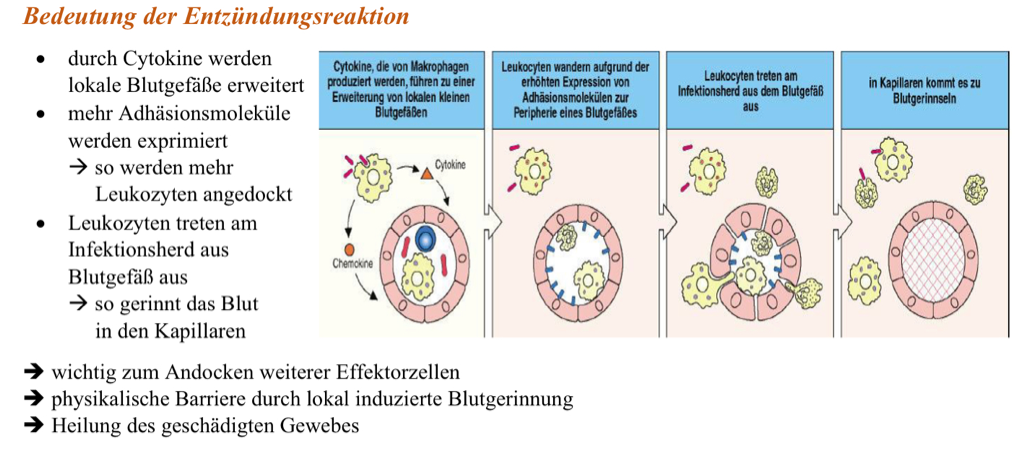 Bedeutung der Entzündungsreaktion
• durch Cytokine werden
lokale Blutgefäße erweitert
• mehr Adhäsionsmoleküle
werden exprimiert
→ so werden mehr
Leukozyten angedockt
• Leukozyten treten am
Infektionsherd aus
Blutgefäß aus
→ so gerinnt das Blut
in den Kapillaren
Cytokine, die von Makrophagen
produziert werden, führen zu einer
Erweiterung von lokalen kleinen
Blutgefäßen
Cytokine
Chemokine
Leukocyten wandern aufgrund der
erhöhten Expression von
Adhäsionsmolekülen zur
Peripherie eines Blutgefäßes
Leukocyten treten am
Infektionsherd aus dem Blutgefäß
aus
in Kapillaren kommt es zu
Blutgerinnseln
➔ wichtig zum Andocken weiterer Effektorzellen
➔ physikalische Barriere durch lokal induzierte Blutgerinnung
➔ Heilung des geschädigten Gewebes